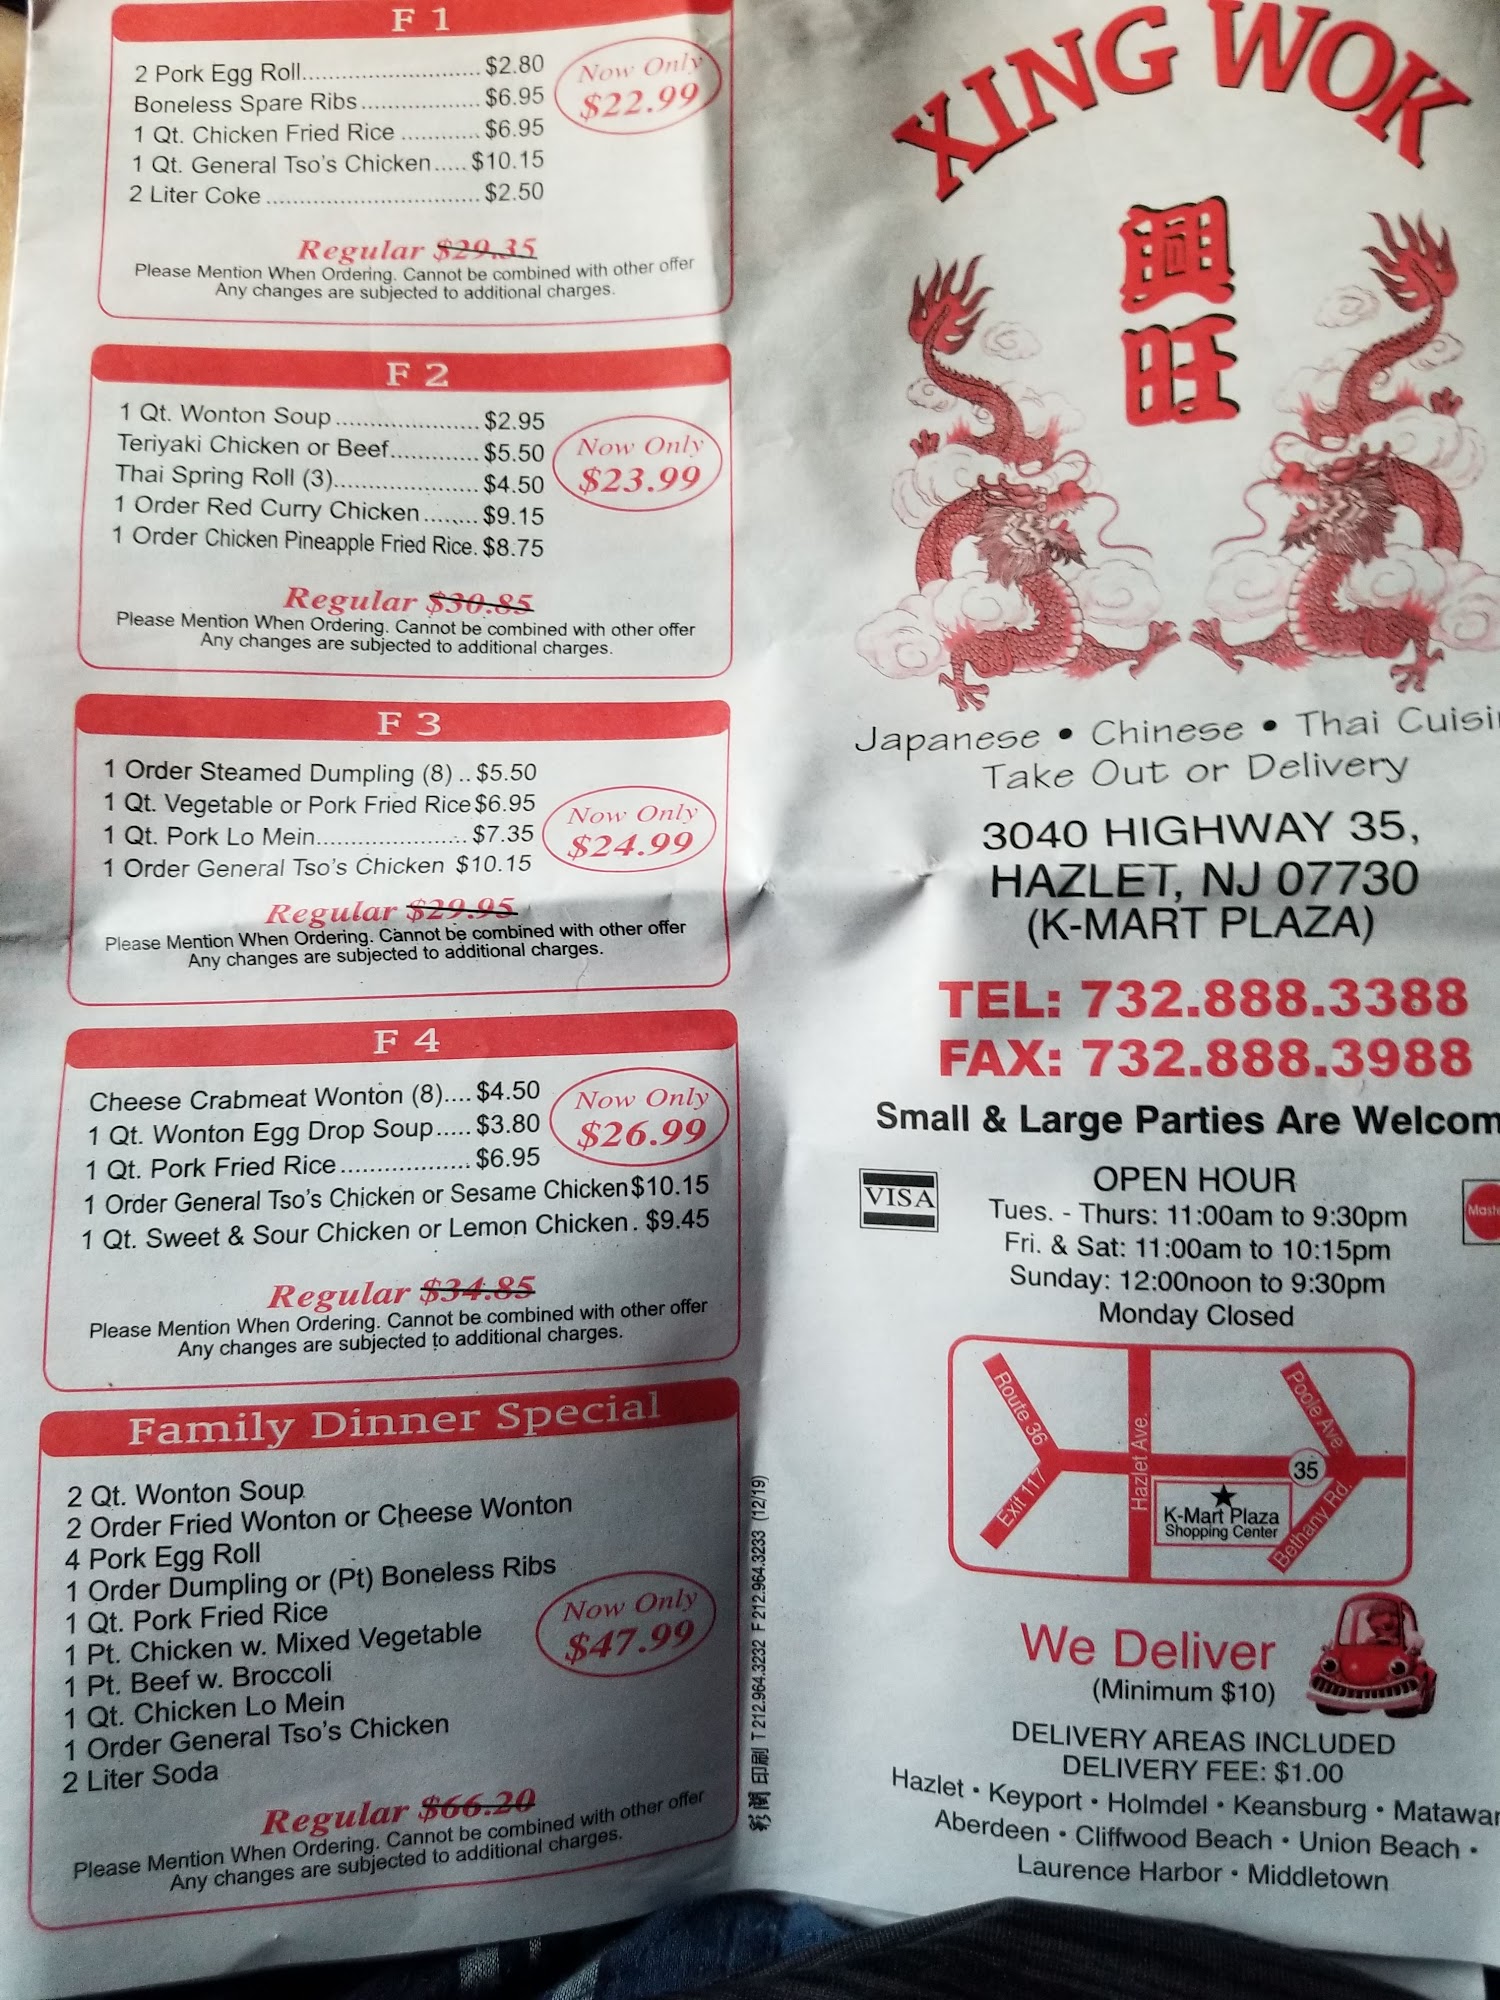 F 1
2 Pork Egg Roll............................ $2.80
Boneless Spare Ribs.................. $6.95
1 Qt. Chicken Fried Rice ............ $6.95
1 Qt. General Tso's Chicken..... $10.15
2 Liter Coke ................................ $2.50
Now Only
$22.99
Regular $29.35
Please Mention When Ordering. Cannot be combined with other offer
Any changes are subjected to additional charges.
F 2
1 Qt. Wonton Soup ...................... $2.95
Teriyaki Chicken or Beef............. $5.50
Thai Spring Roll (3)...................... $4.50
1 Order Red Curry Chicken ........ $9.15
1 Order Chicken Pineapple Fried Rice. $8.75
Now Only
$23.99
Regular $30.85
Please Mention When Ordering. Cannot be combined with other offer
Any changes are subjected to additional charges.
F 3
1 Order Steamed Dumpling (8) .. $5.50
1 Qt. Vegetable or Pork Fried Rice $6.95
1 Qt. Pork Lo Mein....................... $7.35
1 Order General Tso's Chicken $10.15
Now Only
$24.99
Regular $29.95
Please Mention When Ordering. Cannot be combined with other offer
Any changes are subjected to additional charges.
F 4
Cheese Crabmeat Wonton (8).... $4.50
1 Qt. Wonton Egg Drop Soup..... $3.80
1 Qt. Pork Fried Rice ................... $6.95
1 Order General Tso's Chicken or Sesame Chicken $10.15
1 Qt. Sweet & Sour Chicken or Lemon Chicken. $9.45
Now Only
$26.99
Regular $34.85
Please Mention When Ordering. Cannot be combined with other offer
Any changes are subjected to additional charges.
Family Dinner Special
2 Qt. Wonton Soup
2 Order Fried Wonton or Cheese Wonton
4 Pork Egg Roll
1 Order Dumpling or (Pt) Boneless Ribs
1 Qt. Pork Fried Rice
1 Pt. Chicken w. Mixed Vegetable
1 Pt. Beef w. Broccoli
1 Qt. Chicken Lo Mein
1 Order General Tso's Chicken
2 Liter Soda
Now Only
$47.99
Regular $66.20
Please Mention When Ordering. Cannot be combined with other offer
Any changes are subjected to additional charges.
印刷 T 212.964.3232 F 212.964.3233 (12/19)
XING WOK
興
旺
Japanese • Chinese • Thai Cuisi
Take Out or Delivery
3040 HIGHWAY 35,
HAZLET, NJ 07730
(K-MART PLAZA)
TEL: 732.888.3388
FAX: 732.888.3988
Small & Large Parties Are Welcom
VISA
Maste
OPEN HOUR
Tues. - Thurs: 11:00am to 9:30pm
Fri. & Sat: 11:00am to 10:15pm
Sunday: 12:00noon to 9:30pm
Monday Closed
Route 36
Exit 117
Hazlet Ave.
Poole Ave.
35
Bethany Rd.
K-Mart Plaza
Shopping Center
We Deliver
(Minimum $10)
DELIVERY AREAS INCLUDED
DELIVERY FEE: $1.00
Hazlet • Keyport • Holmdel • Keansburg • Matawan
Aberdeen • Cliffwood Beach • Union Beach •
Laurence Harbor • Middletown